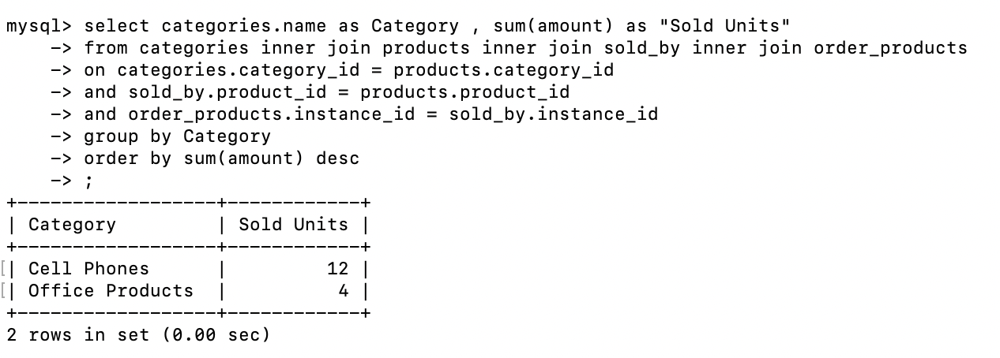 mysql> select categories.name as Category , sum(amount) as "Sold Units"
    -> from categories inner join products inner join sold_by inner join order_products
    -> on categories.category_id = products.category_id
    -> and sold_by.product_id = products.product_id
    -> and order_products.instance_id = sold_by.instance_id
    -> group by Category
    -> order by sum(amount) desc
    -> ;
+------------------+------------+
| Category         | Sold Units |
+------------------+------------+
[| Cell Phones      |         12 |
[| Office Products  |          4 |
+------------------+------------+
2 rows in set (0.00 sec)